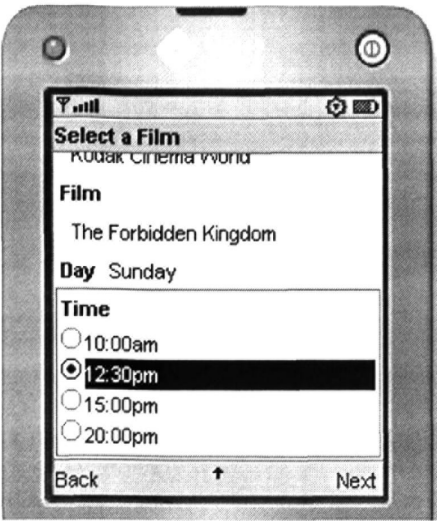 Select a Film
Kodak Cinema World
Film
The Forbidden Kingdom
Day Sunday
Time
10:00am
12:30pm
15:00pm
20:00pm
Back Next